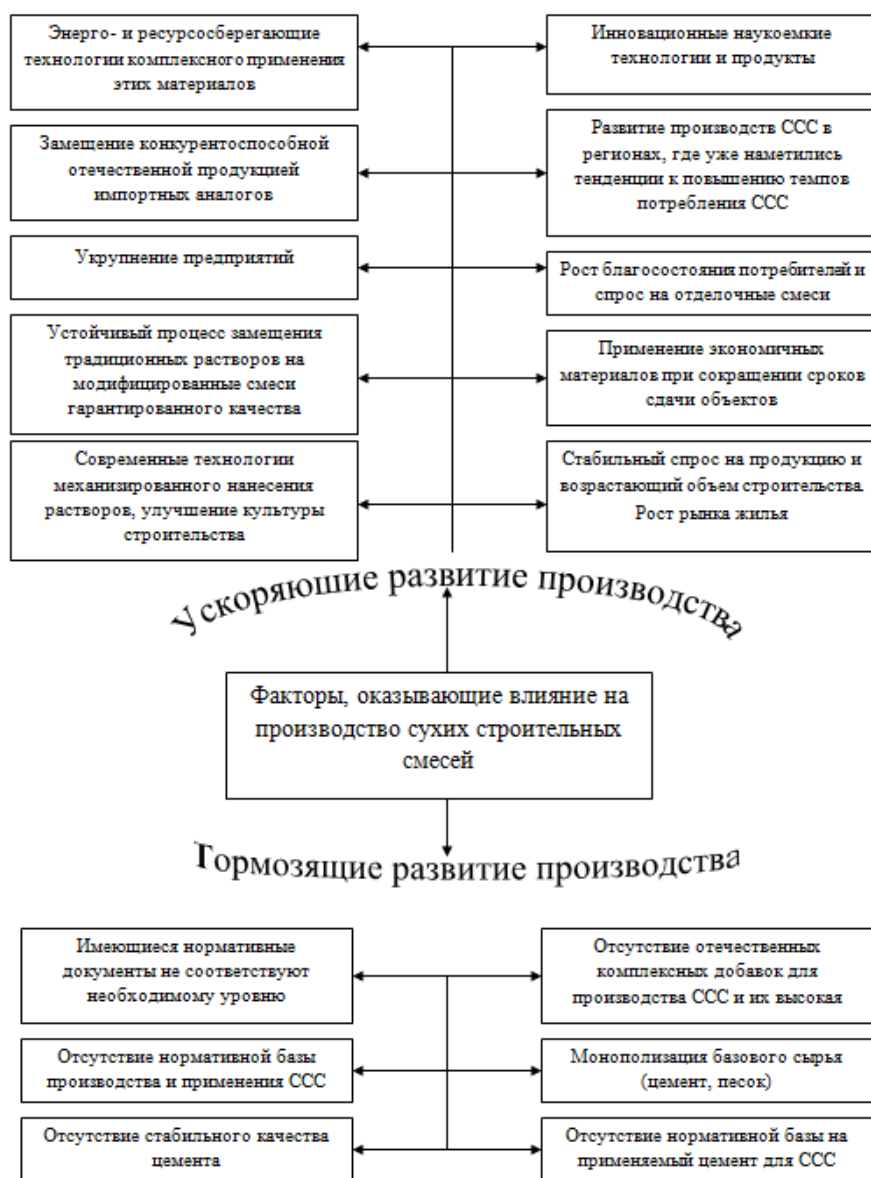 Энерго- и ресурсосберегающие
технологии комплексного применения
этих материалов
Инновационные наукоемкие
технологии и продукты
Замещение конкурентоспособной
отечественной продукцией
импортных аналогов
Развитие производств ССС в
регионах, где уже наметились
тенденции к повышению темпов
потребления ССС
Укрупнение предприятий
Рост благосостояния потребителей и
спрос на отделочные смеси
Устойчивый процесс замещения
традиционных растворов на
модифицированные смеси
гарантированного качества
Применение экономичных
материалов при сокращении сроков
сдачи объектов
Современные технологии
механизированного нанесения
растворов, улучшение культуры
строительства
Стабильный спрос на продукцию и
возрастающий объем строительства.
Рост рынка жилья
Ускоряюшие развитие производства
Факторы, оказывающие влияние на
производство сухих строительных
смесей
Тормозящие развитие производства
Имеющиеся нормативные
документы не соответствуют
необходимому уровню
Отсутствие отечественных
комплексных добавок для
производства ССС и их высокая
Отсутствие нормативной базы
производства и применения ССС
Монополизация базового сырья
(цемент, песок)
Отсутствие стабильного качества
цемента
Отсутствие нормативной базы на
применяемый цемент для ССС